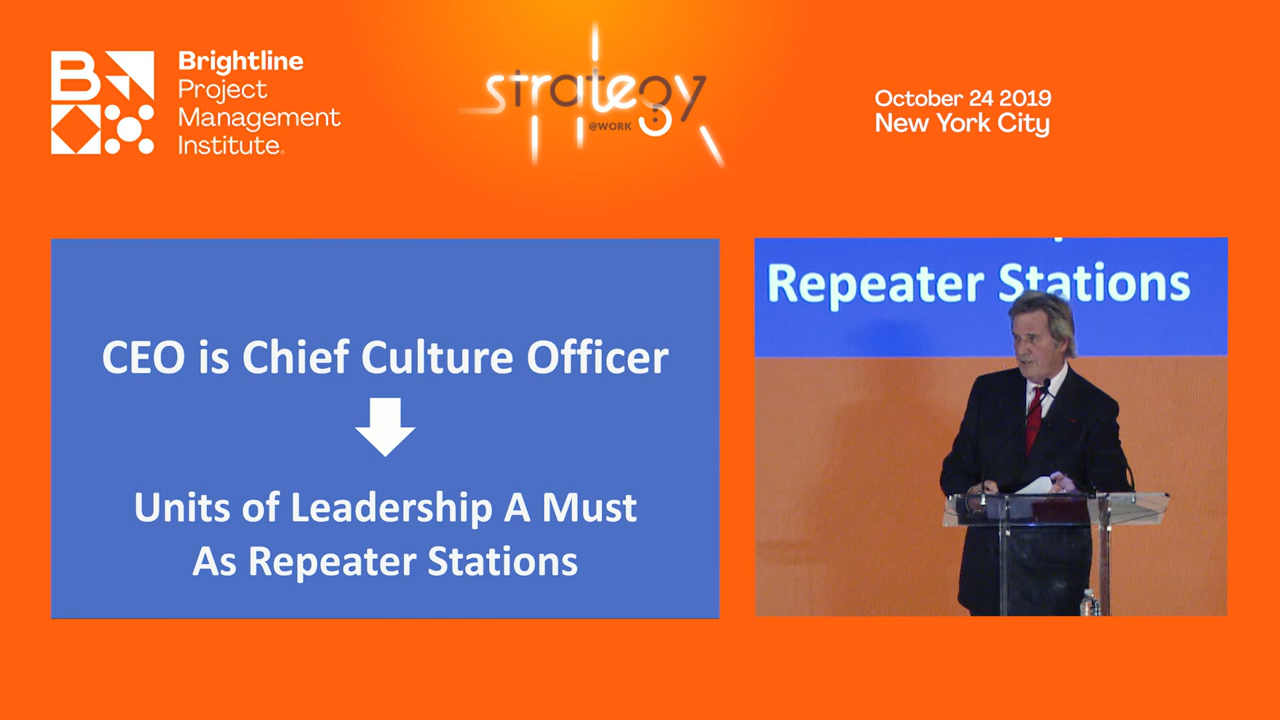 Brightline
Project
Management
Institute.
strategy
@WORK
October 24 2019
New York City
CEO is Chief Culture Officer
Units of Leadership A Must
As Repeater Stations
Repeater Stations